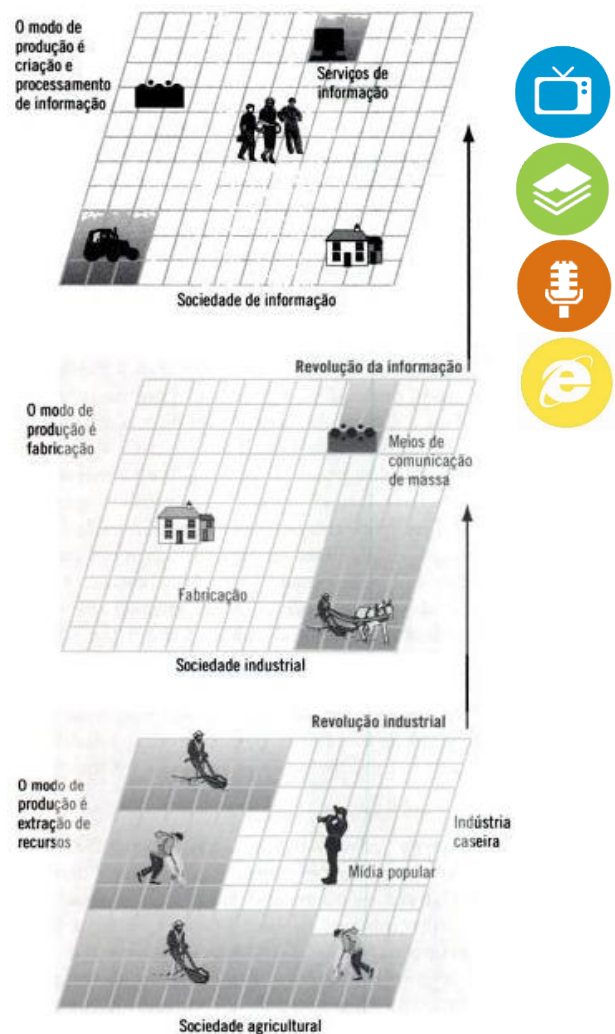 O modo de
produção é
criação e
processamento
de informação
Serviços de
informação
Sociedade de informação
Revolução da informação
O modo de
produção é
fabricação
Meios de
comunicação
de massa
Fabricação
Sociedade industrial
Revolução industrial
O modo de
produção é
extração de
recursos
Indústria
caseira
Mídia popular
Sociedade agricultural